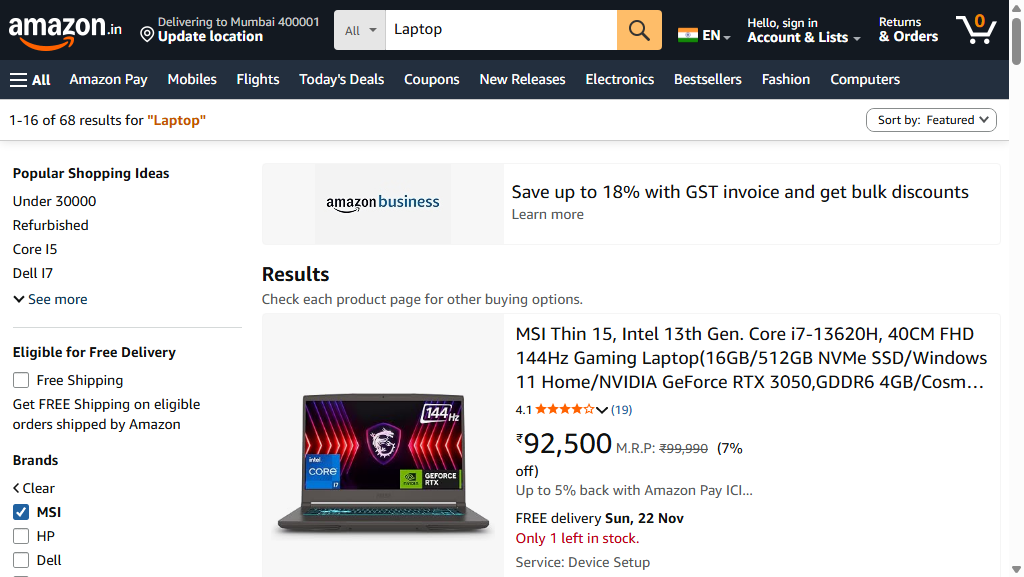 amazon.in
Delivering to Mumbai 400001
Update location
All
Laptop
EN
Hello, sign in
Account & Lists
Returns
& Orders
0
All
Amazon Pay
Mobiles
Flights
Today's Deals
Coupons
New Releases
Electronics
Bestsellers
Fashion
Computers
1-16 of 68 results for "Laptop"
Sort by: Featured
Popular Shopping Ideas
Under 30000
Refurbished
Core I5
Dell I7
See more
Eligible for Free Delivery
Free Shipping
Get FREE Shipping on eligible
orders shipped by Amazon
Brands
Clear
MSI
HP
Dell
amazon business
Save up to 18% with GST invoice and get bulk discounts
Learn more
Results
Check each product page for other buying options.
144Hz
intel
CORE
i7
NVIDIA
GEFORCE
RTX
MSI Thin 15, Intel 13th Gen. Core i7-13620H, 40CM FHD
144Hz Gaming Laptop(16GB/512GB NVMe SSD/Windows
11 Home/NVIDIA GeForce RTX 3050,GDDR6 4GB/Cosm…
4.1 (19)
₹92,500 M.R.P: ₹99,990 (7%
off)
Up to 5% back with Amazon Pay ICI…
FREE delivery Sun, 22 Nov
Only 1 left in stock.
Service: Device Setup